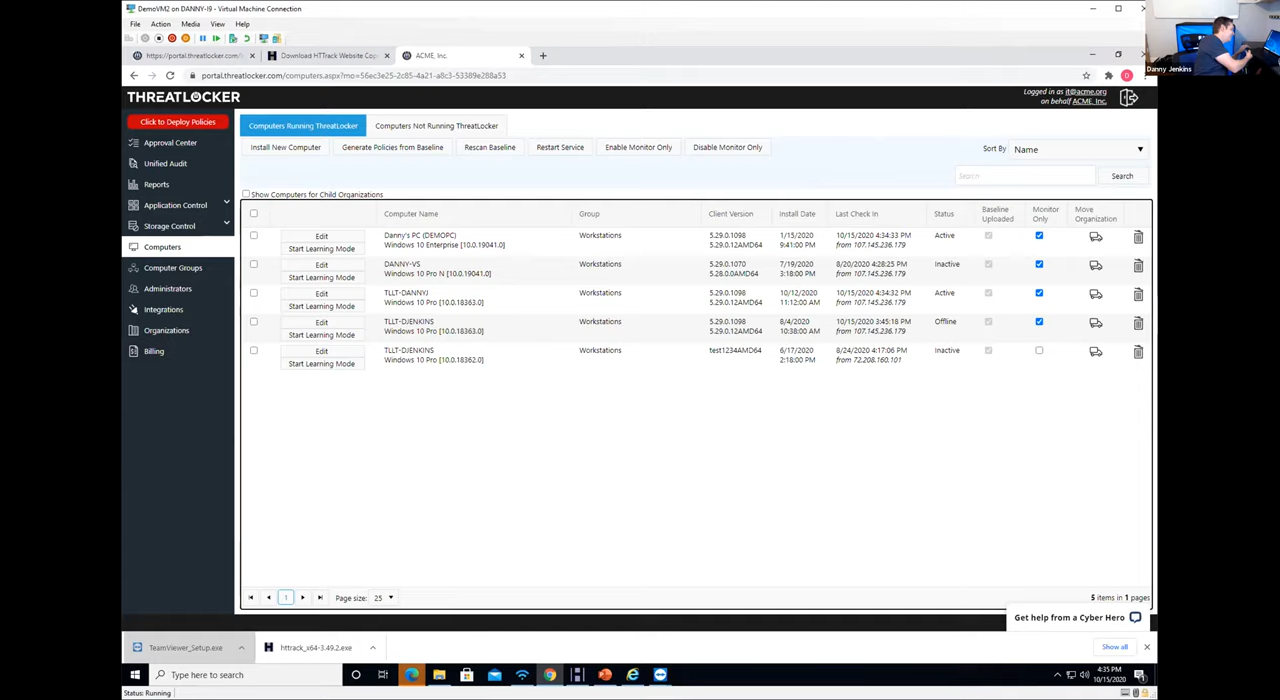 DemoVM2 on DANNY-I9 - Virtual Machine Connection
File Action Media View Help
https://portal.threatlocker.com/ Download HTTrack Website Cop ACME, Inc.
portal.threatlocker.com/computers.aspx?mo=56ec3e25-2c85-4a21-a8c3-53389e288a53
D
Danny Jenkins
THREATLOCKER
Logged in as it@acme.org
on behalf ACME, Inc.
Click to Deploy Policies
Approval Center
Unified Audit
Reports
Application Control
Storage Control
Computers
Computer Groups
Administrators
Integrations
Organizations
Billing
Computers Running ThreatLocker Computers Not Running ThreatLocker
Install New Computer Generate Policies from Baseline Rescan Baseline Restart Service Enable Monitor Only Disable Monitor Only
Sort By Name
Search Search
Show Computers for Child Organizations
Computer Name Group Client Version Install Date Last Check In Status Baseline Uploaded Monitor Only Move Organization
Edit Danny's PC (DEMOPC) Workstations 5.29.0.1098 1/15/2020 10/15/2020 4:34:33 PM Active
Start Learning Mode Windows 10 Enterprise [10.0.19041.0] 5.29.0.12AMD64 9:41:00 PM from 107.145.236.179
Edit DANNY-VS Workstations 5.29.0.1070 7/19/2020 8/20/2020 4:28:25 PM Inactive
Start Learning Mode Windows 10 Pro N [10.0.19041.0] 5.28.0.0AMD64 3:18:00 PM from 107.145.236.179
Edit TLLT-DANNYJ Workstations 5.29.0.1098 10/12/2020 10/15/2020 4:34:32 PM Active
Start Learning Mode Windows 10 Pro [10.0.18363.0] 5.29.0.12AMD64 11:12:00 AM from 107.145.236.179
Edit TLLT-DJENKINS Workstations 5.29.0.1098 8/4/2020 10/15/2020 3:45:18 PM Offline
Start Learning Mode Windows 10 Pro [10.0.18363.0] 5.29.0.12AMD64 10:38:00 AM from 107.145.236.179
Edit TLLT-DJENKINS Workstations test1234AMD64 6/17/2020 8/24/2020 4:17:06 PM Inactive
Start Learning Mode Windows 10 Pro [10.0.18362.0] 2:18:00 PM from 72.208.160.101
1 Page size: 25 5 items in 1 pages
Get help from a Cyber Hero
TeamViewer_Setup.exe httrack_x64-3.49.2.exe Show all
Type here to search
4:35 PM
10/15/2020
Status: Running